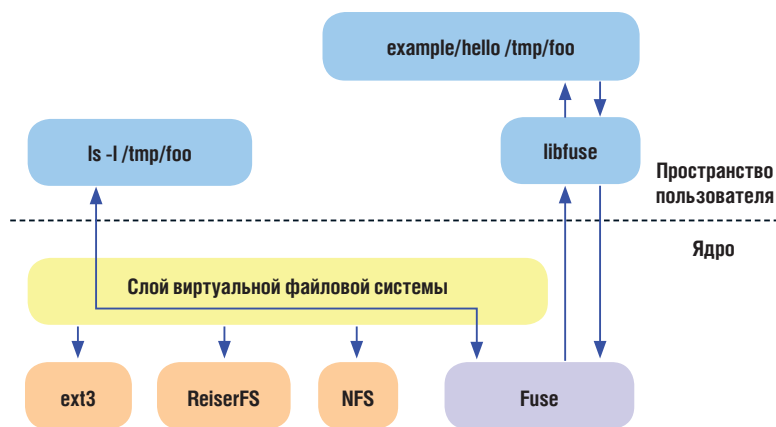 example/hello /tmp/foo
ls -l /tmp/foo
libfuse
Пространство
пользователя
Ядро
Слой виртуальной файловой системы
ext3
ReiserFS
NFS
Fuse